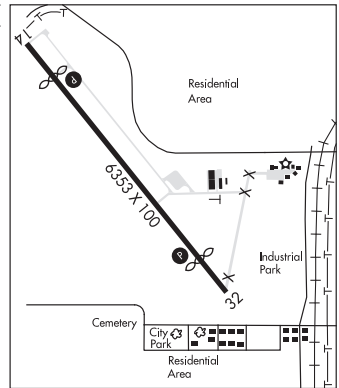 14
P
Residential
Area
6353 X 100
P
Industrial
Park
32
Cemetery
City
Park
Residential
Area